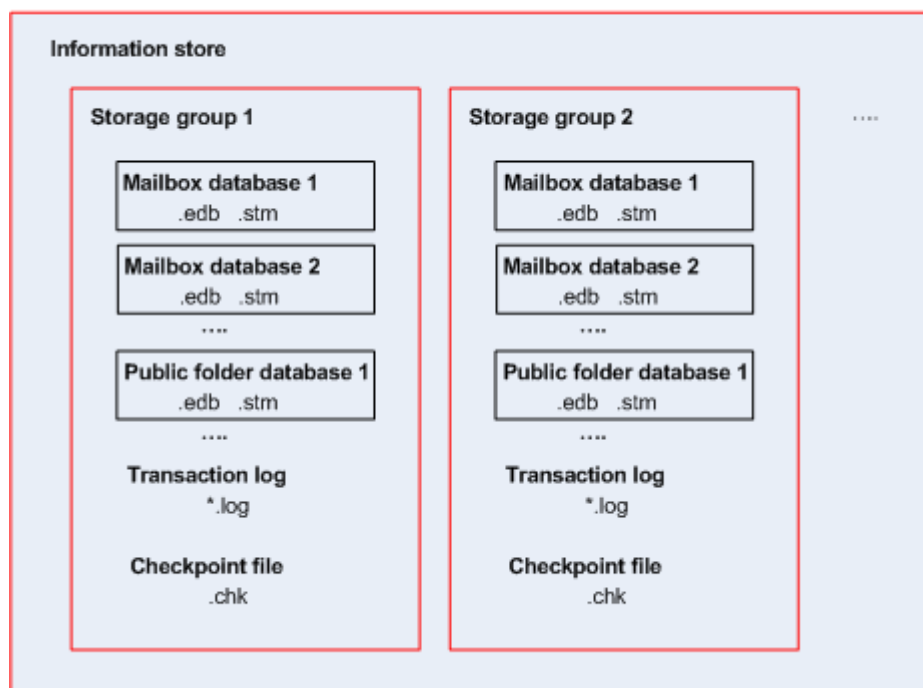 Information store
Storage group 1
Mailbox database 1
.edb .stm
Mailbox database 2
.edb .stm
....
Public folder database 1
.edb .stm
....
Transaction log
*.log
Checkpoint file
.chk
Storage group 2
Mailbox database 1
.edb .stm
Mailbox database 2
.edb .stm
....
Public folder database 1
.edb .stm
....
Transaction log
*.log
Checkpoint file
.chk
....